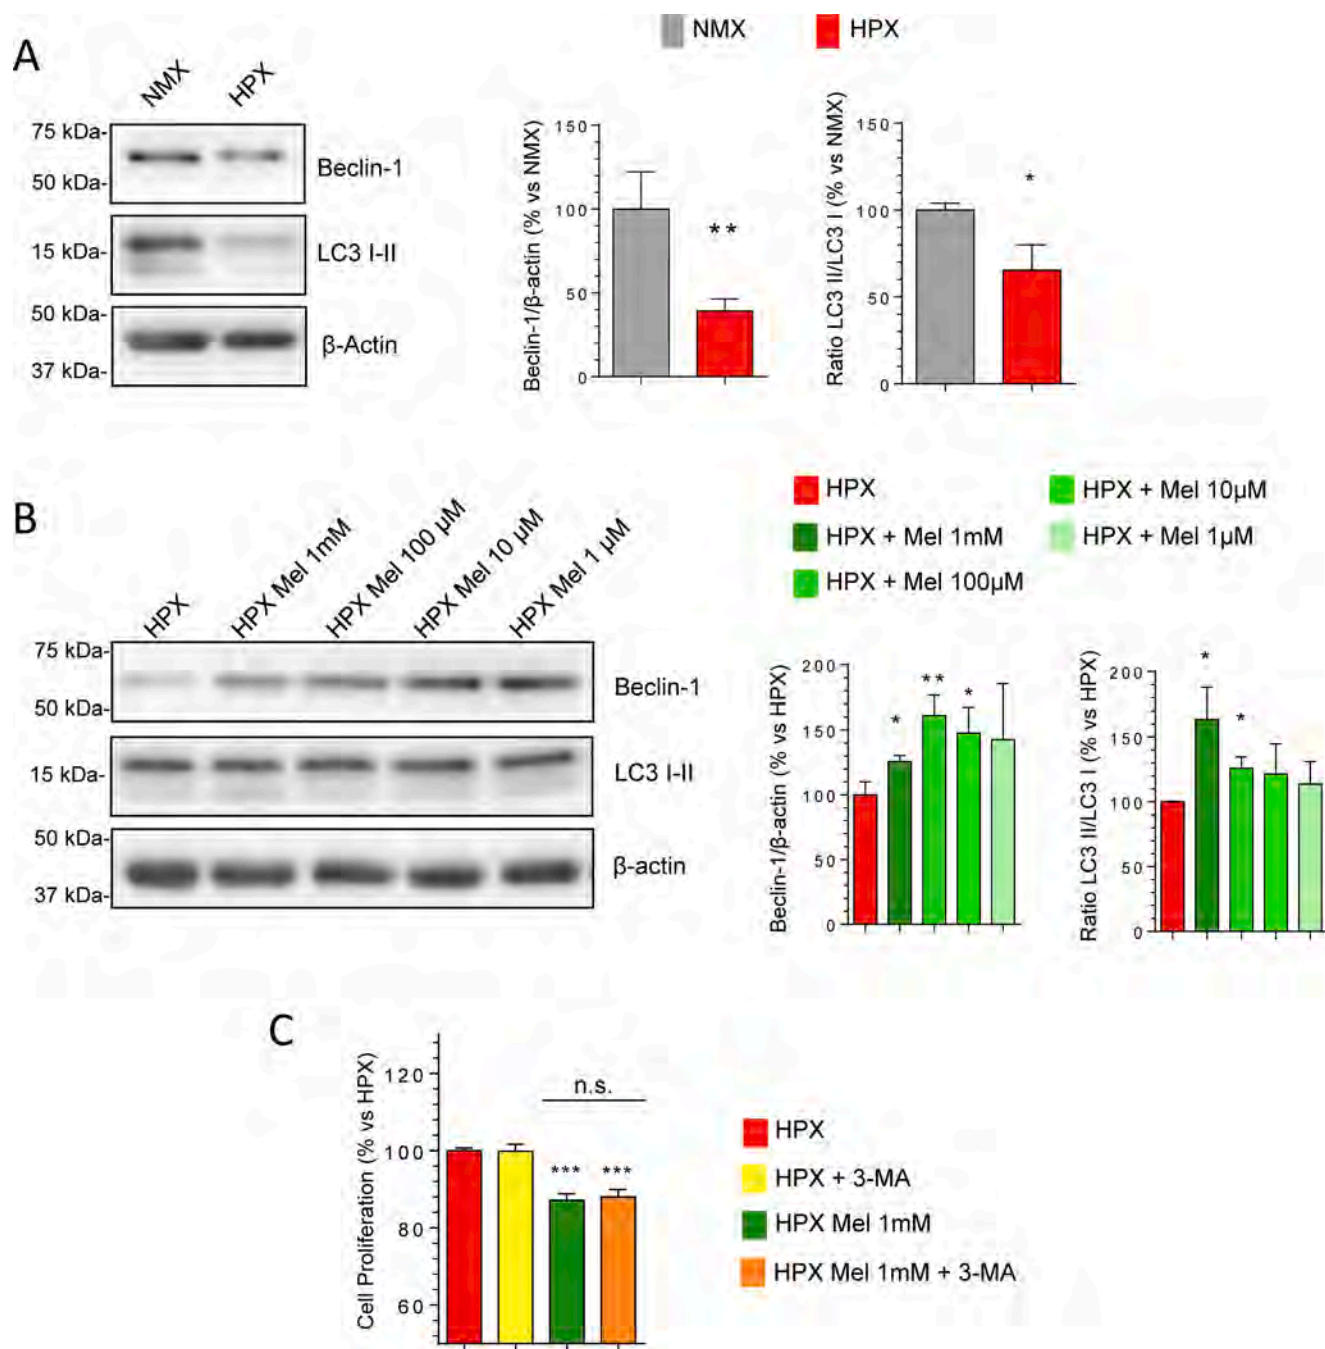 A
NMX HPX
NMX HPX
75 kDa-
50 kDa-
Beclin-1
15 kDa-
LC3 I-II
50 kDa-
37 kDa-
β-Actin
Beclin-1/β-actin (% vs NMX)
150
100
50
0
**
Ratio LC3 II/LC3 I (% vs NMX)
150
100
50
0
*
B
HPX
HPX Mel 1mM
HPX Mel 100 µM
HPX Mel 10 µM
HPX Mel 1 µM
75 kDa-
50 kDa-
Beclin-1
15 kDa-
LC3 I-II
50 kDa-
37 kDa-
β-actin
HPX
HPX + Mel 1mM
HPX + Mel 100µM
HPX + Mel 10µM
HPX + Mel 1µM
Beclin-1/β-actin (% vs HPX)
200
150
100
50
0
* ** *
Ratio LC3 II/LC3 I (% vs HPX)
200
150
100
50
0
* *
C
Cell Proliferation (% vs HPX)
120
100
80
60
n.s.
*** ***
HPX
HPX + 3-MA
HPX Mel 1mM
HPX Mel 1mM + 3-MA